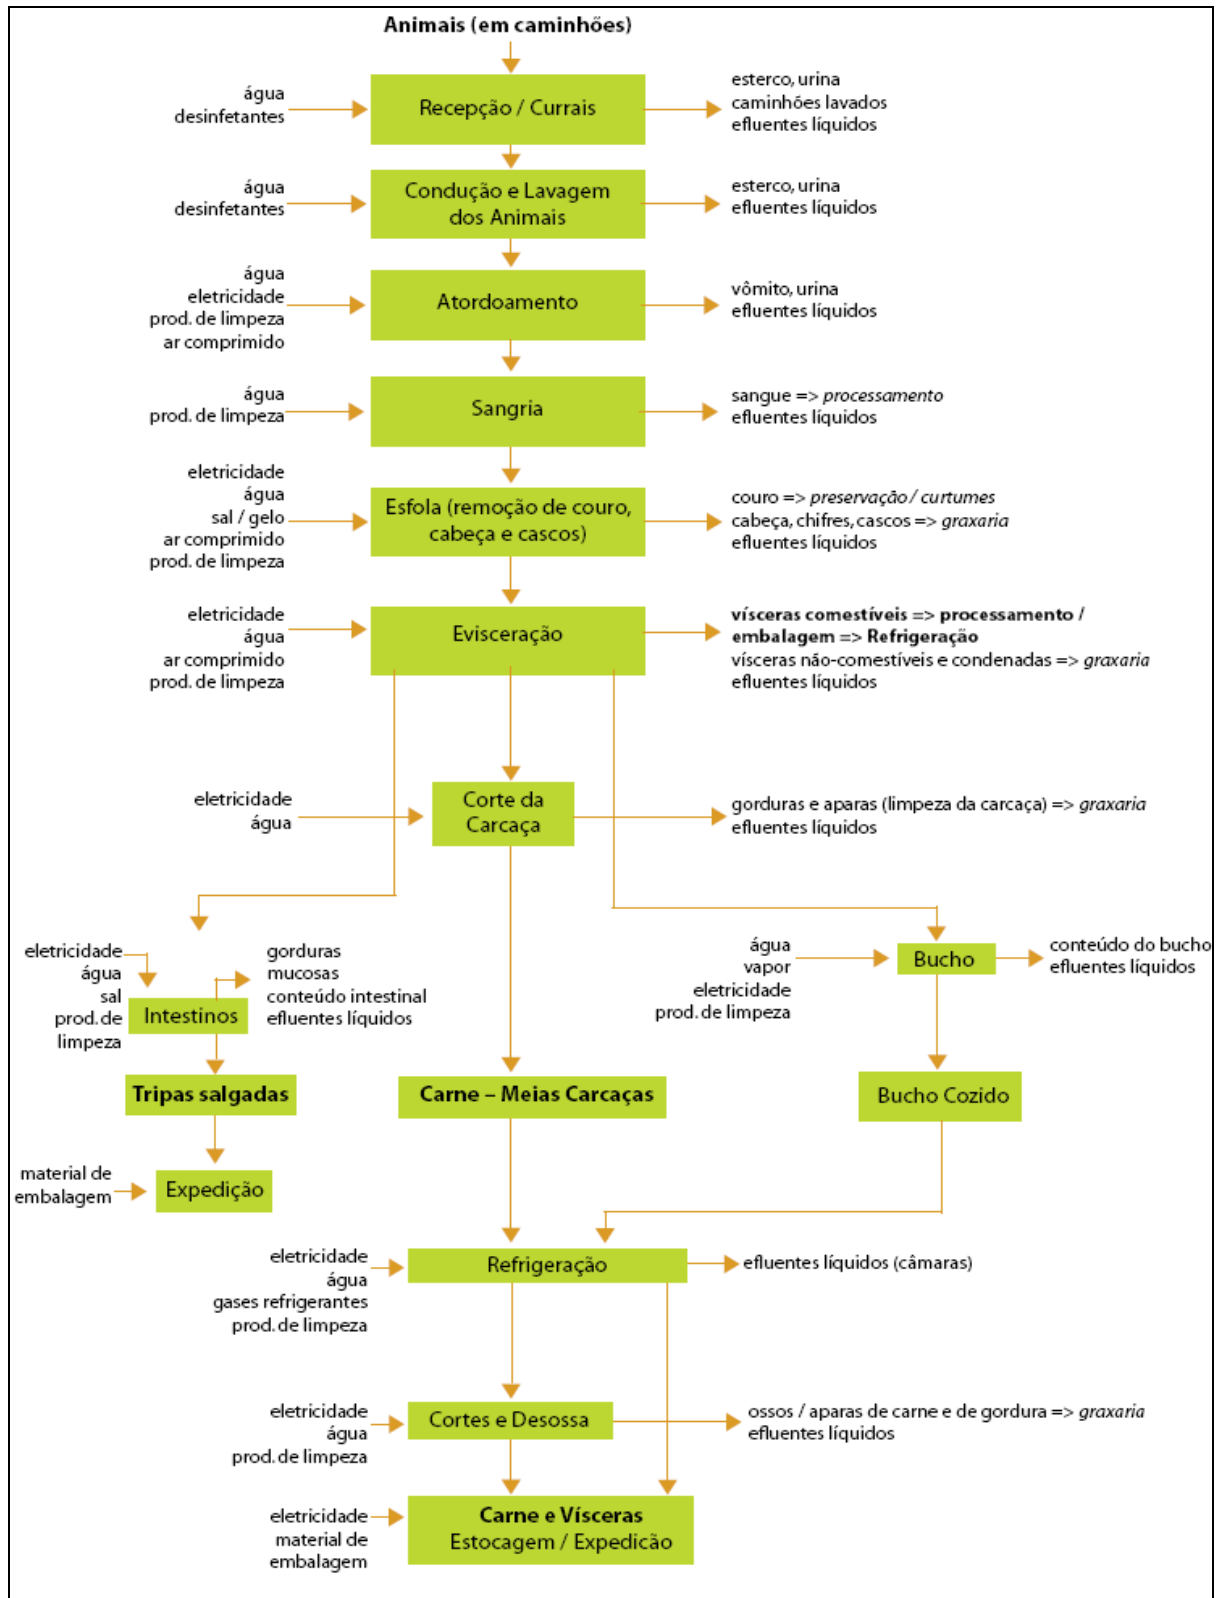 Animais (em caminhões)
água
desinfetantes
Recepção / Currais
esterco, urina
caminhões lavados
efluentes líquidos
água
desinfetantes
Condução e Lavagem
dos Animais
esterco, urina
efluentes líquidos
água
eletricidade
prod. de limpeza
ar comprimido
Atordoamento
vômito, urina
efluentes líquidos
água
prod. de limpeza
Sangria
sangue => processamento
efluentes líquidos
eletricidade
água
sal / gelo
ar comprimido
prod. de limpeza
Esfola (remoção de couro,
cabeça e cascos)
couro => preservação / curtumes
cabeça, chifres, cascos => graxaria
efluentes líquidos
eletricidade
água
ar comprimido
prod. de limpeza
Evisceração
vísceras comestíveis => processamento /
embalagem => Refrigeração
vísceras não-comestíveis e condenadas => graxaria
efluentes líquidos
eletricidade
água
Corte da
Carcaça
gorduras e aparas (limpeza da carcaça) => graxaria
efluentes líquidos
eletricidade
água
sal
prod. de
limpeza
Intestinos
gorduras
mucosas
conteúdo intestinal
efluentes líquidos
água
vapor
eletricidade
prod. de limpeza
Bucho
conteúdo do bucho
efluentes líquidos
Tripas salgadas
Carne – Meias Carcaças
Bucho Cozido
material de
embalagem
Expedição
eletricidade
água
gases refrigerantes
prod. de limpeza
Refrigeração
efluentes líquidos (câmaras)
eletricidade
água
prod. de limpeza
Cortes e Desossa
ossos / aparas de carne e de gordura => graxaria
efluentes líquidos
eletricidade
material de
embalagem
Carne e Vísceras
Estocagem / Expedicão